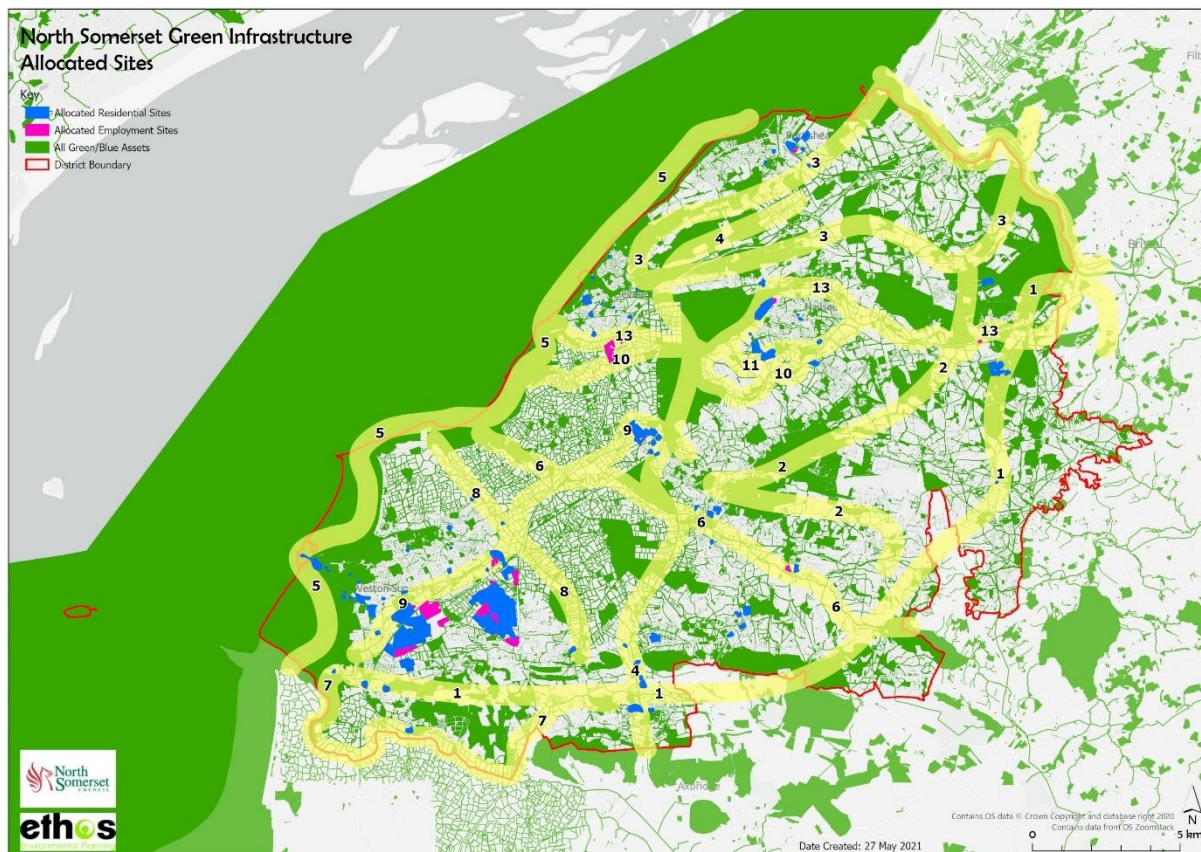 North Somerset Green Infrastructure
Allocated Sites
Key
Allocated Residential Sites
Allocated Employment Sites
All Green/Blue Assets
District Boundary
5
3
4
3
3
3
Bristol
13
1
5
13
10
11
10
13
2
9
6
2
1
5
8
2
6
5
9
8
6
7
1
4
1
7
Axbridge
North
Somerset
COUNCIL
ethos
Environmental Planning
Contains OS data © Crown Copyright and database right 2020
Contains data from OS Zoomstack
N
0
5 km
Date Created: 27 May 2021